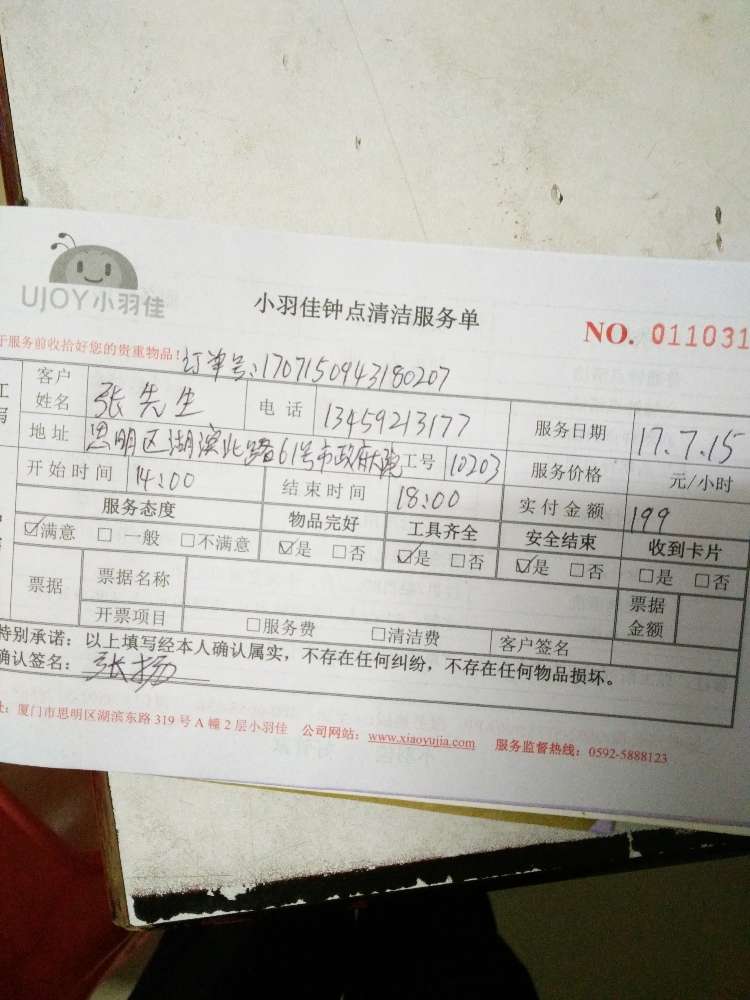 UJOY小羽佳
小羽佳钟点清洁服务单
NO. 011031
于服务前收拾好您的贵重物品!
订单号:1707150943180207
工
客户姓名 张先生 电话 13459213177 服务日期 17.7.15
地址 思明区湖滨北路61号市政府大院 工号 10203 服务价格 元/小时
开始时间 14:00 结束时间 18:00 实付金额 199
服务态度 物品完好 工具齐全 安全结束 收到卡片
☑满意 □ 一般 □不满意 ☑是 □否 ☑是 □否 ☑是 □否 □是 □否
票据 票据名称 票据金额
开票项目 □服务费 □清洁费 客户签名
特别承诺:以上填写经本人确认属实,不存在任何纠纷,不存在任何物品损坏。
确认签名:张扬
址:厦门市思明区湖滨东路 319 号 A 幢 2 层小羽佳 公司网站:www.xiaoyujia.com 服务监督热线:0592-5888123